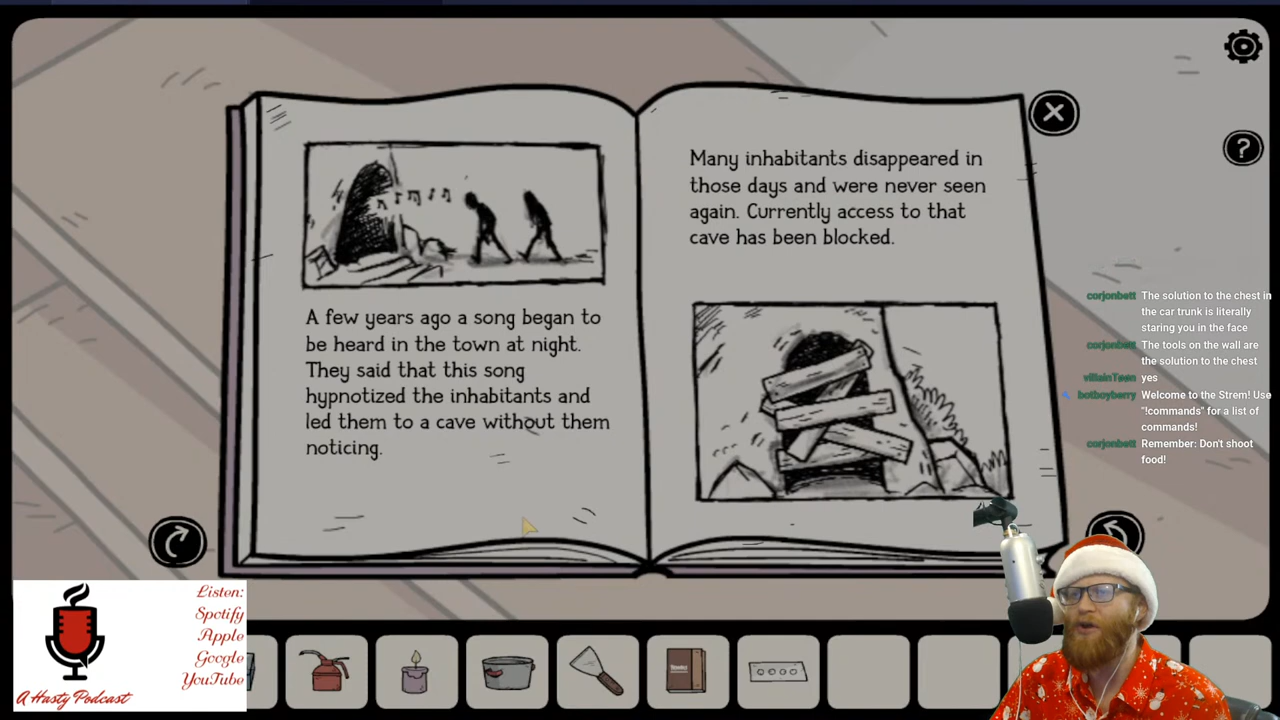 A few years ago a song began to
be heard in the town at night.
They said that this song
hypnotized the inhabitants and
led them to a cave without them
noticing.
Many inhabitants disappeared in
those days and were never seen
again. Currently access to that
cave has been blocked.
?
corjonbett The solution to the chest in
the car trunk is literally
staring you in the face
corjonbett The tools on the wall are
the solution to the chest
villainTown yes
botboyberry Welcome to the Strem! Use
"!commands" for a list of
commands!
corjonbett Remember: Don't shoot
food!
Listen:
Spotify
Apple
Google
YouTube
A Hasty Podcast